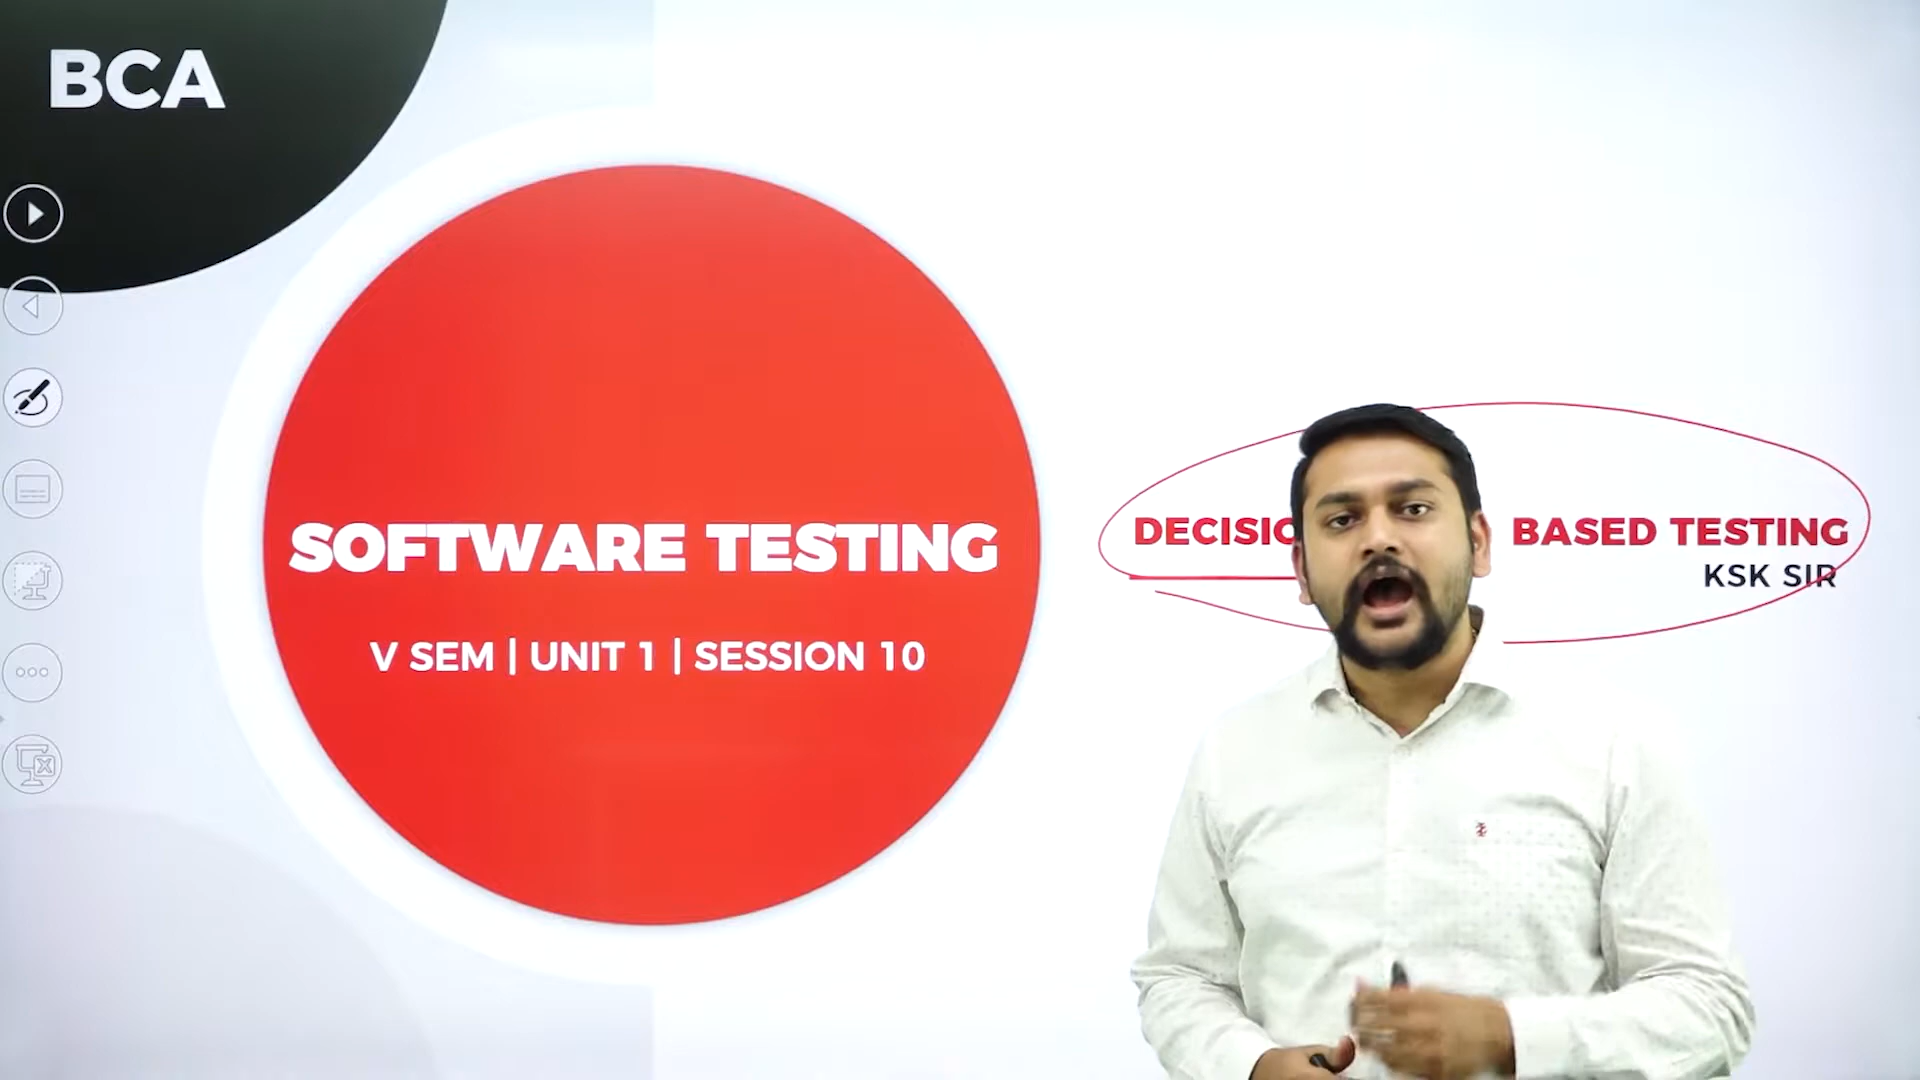 BCA
SOFTWARE TESTING
V SEM | UNIT 1 | SESSION 10
BASED TESTING
KSK SIR